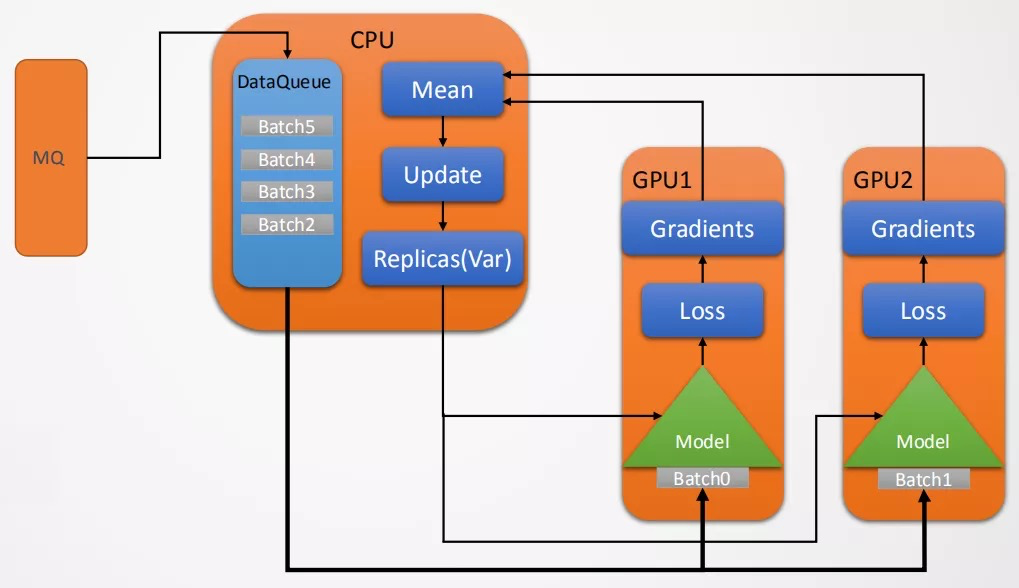 MQ
CPU
DataQueue
Batch5
Batch4
Batch3
Batch2
Mean
Update
Replicas(Var)
GPU1
Gradients
Loss
Model
Batch0
GPU2
Gradients
Loss
Model
Batch1